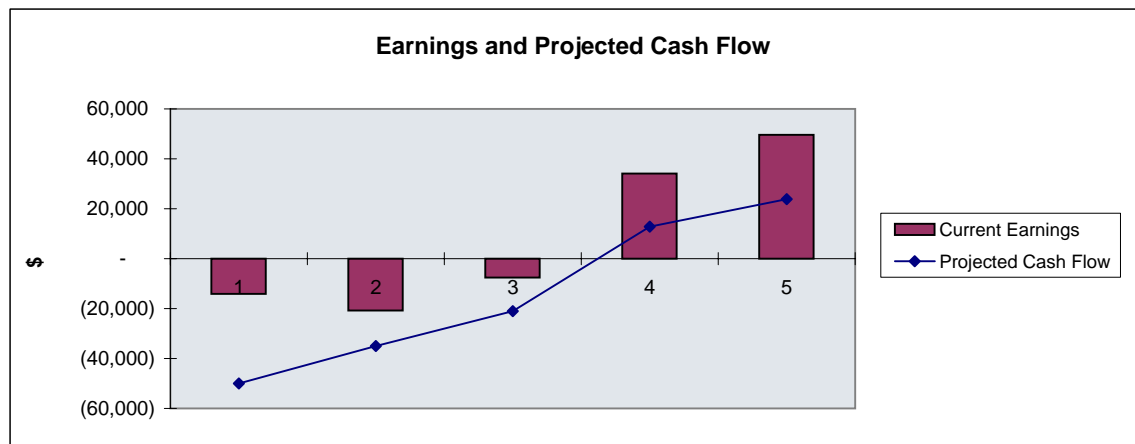 Earnings and Projected Cash Flow
60,000
40,000
20,000
-
(20,000)
(40,000)
(60,000)
$
1 2 3 4 5
Current Earnings
Projected Cash Flow